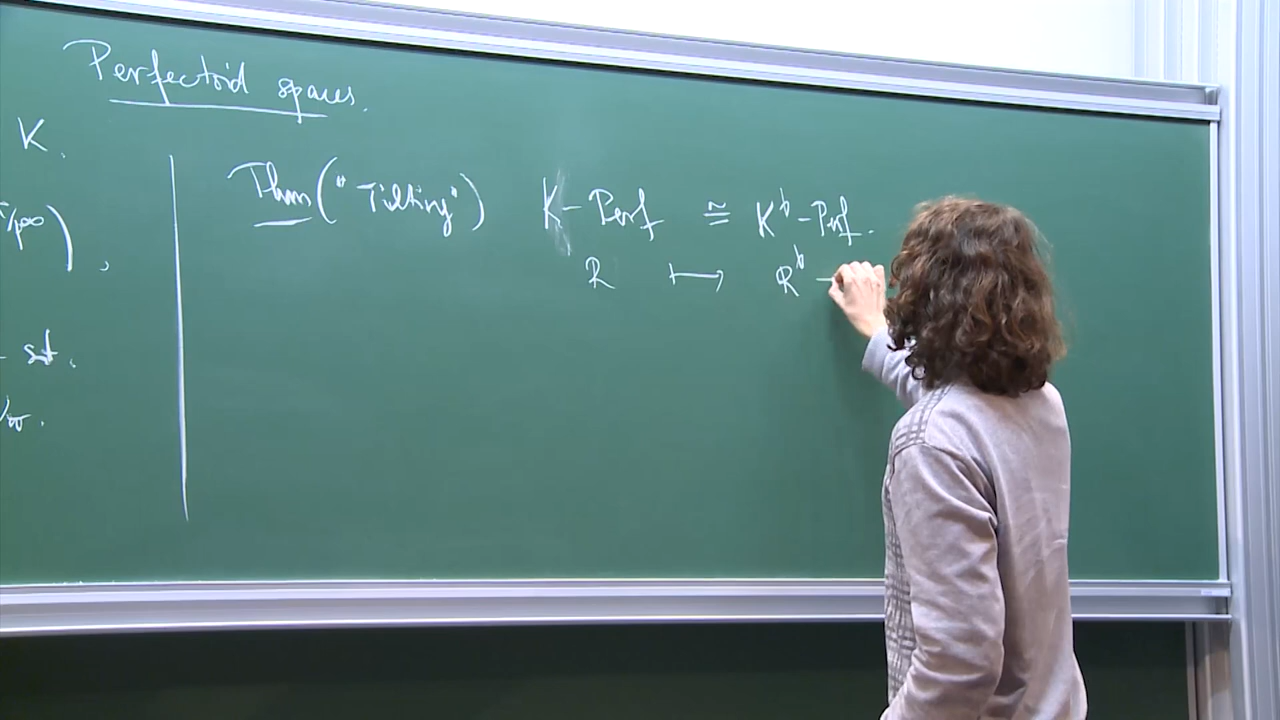 Perfectoid spaces.
K.
Thm ("Tilting") K-Perf ≅ K♭-Perf.
R ⟼ R♭